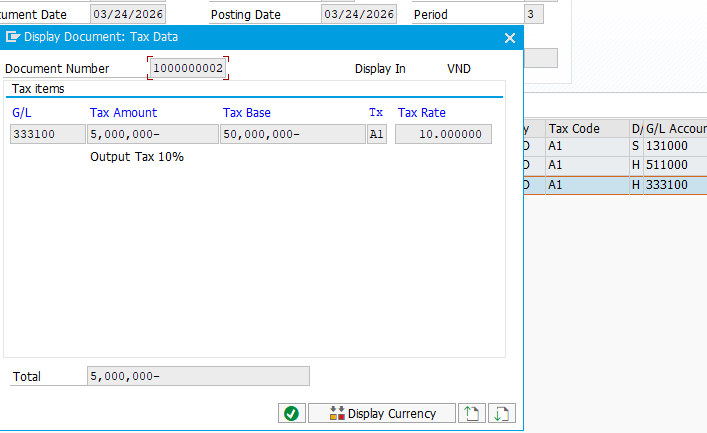 cument Date 03/24/2026 Posting Date 03/24/2026 Period 3
Display Document: Tax Data
Document Number 1000000002 Display In VND
Tax items
G/L Tax Amount Tax Base Tx Tax Rate
333100 5,000,000- 50,000,000- A1 10.000000
Output Tax 10%
Total 5,000,000-
Display Currency
y Tax Code D/ G/L Accour
D A1 S 131000
D A1 H 511000
D A1 H 333100